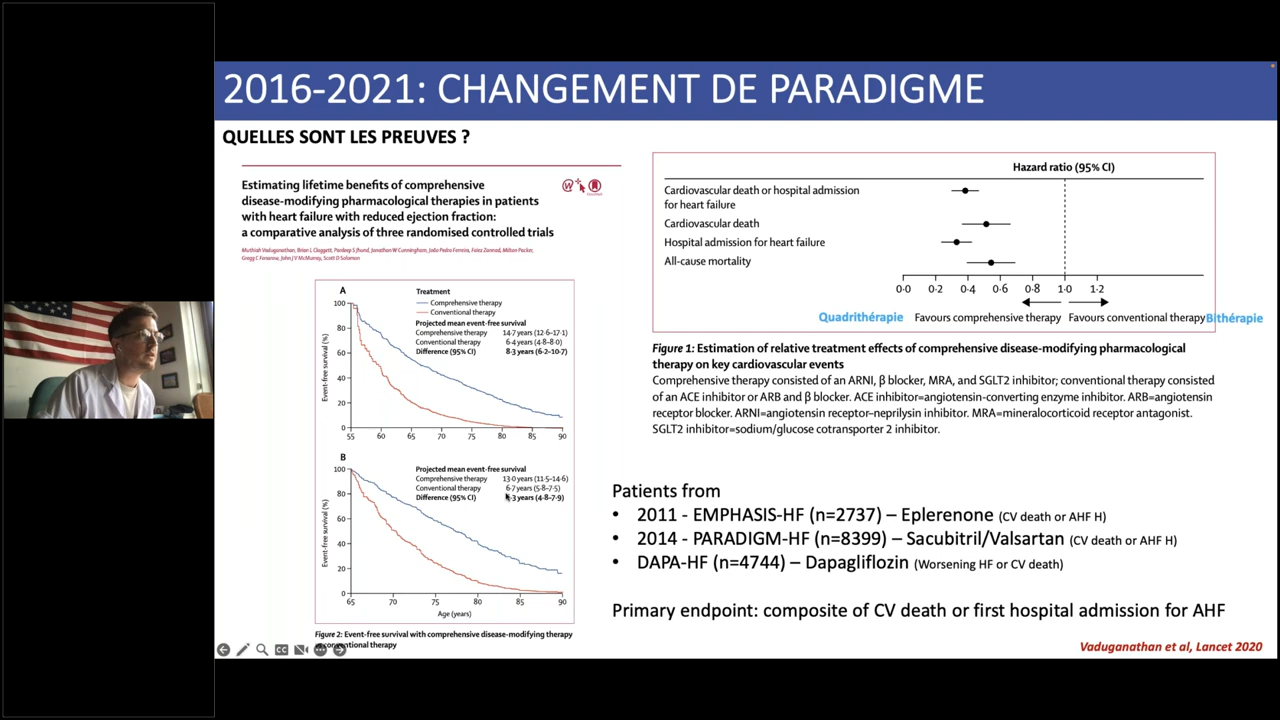 2016-2021: CHANGEMENT DE PARADIGME
QUELLES SONT LES PREUVES ?
Estimating lifetime benefits of comprehensive
disease-modifying pharmacological therapies in patients
with heart failure with reduced ejection fraction:
a comparative analysis of three randomised controlled trials
Muthiah Vaduganathan, Brian L Claggett, Pardeep S Jhund, Jonathan W Cunningham, João Pedro Ferreira, Faiez Zannad, Milton Packer,
Gregg C Fonarow, John J V McMurray, Scott D Solomon
A
Treatment
Comprehensive therapy
Conventional therapy
Projected mean event-free survival
Comprehensive therapy 14·7 years (12·6–17·1)
Conventional therapy 6·4 years (4·8–8·0)
Difference (95% CI) 8·3 years (6·2–10·7)
Event-free survival (%)
100
80
60
40
20
0
55 60 65 70 75 80 85 90
B
Projected mean event-free survival
Comprehensive therapy 13·0 years (11·5–14·6)
Conventional therapy 6·7 years (5·8–7·5)
Difference (95% CI) ·3 years (4·8–7·9)
Event-free survival (%)
100
80
60
40
20
0
65 70 75 80 85 90
Age (years)
Figure 2: Event-free survival with comprehensive disease-modifying therapy
conventional therapy
Hazard ratio (95% CI)
Cardiovascular death or hospital admission
for heart failure
Cardiovascular death
Hospital admission for heart failure
All-cause mortality
0·0 0·2 0·4 0·6 0·8 1·0 1·2
Quadrithérapie Favours comprehensive therapy Favours conventional therapy Bithérapie
Figure 1: Estimation of relative treatment effects of comprehensive disease-modifying pharmacological
therapy on key cardiovascular events
Comprehensive therapy consisted of an ARNI, β blocker, MRA, and SGLT2 inhibitor; conventional therapy consisted
of an ACE inhibitor or ARB and β blocker. ACE inhibitor=angiotensin-converting enzyme inhibitor. ARB=angiotensin
receptor blocker. ARNI=angiotensin receptor–neprilysin inhibitor. MRA=mineralocorticoid receptor antagonist.
SGLT2 inhibitor=sodium/glucose cotransporter 2 inhibitor.
Patients from
• 2011 - EMPHASIS-HF (n=2737) – Eplerenone (CV death or AHF H)
• 2014 - PARADIGM-HF (n=8399) – Sacubitril/Valsartan (CV death or AHF H)
• DAPA-HF (n=4744) – Dapagliflozin (Worsening HF or CV death)
Primary endpoint: composite of CV death or first hospital admission for AHF
Vaduganathan et al, Lancet 2020
CC